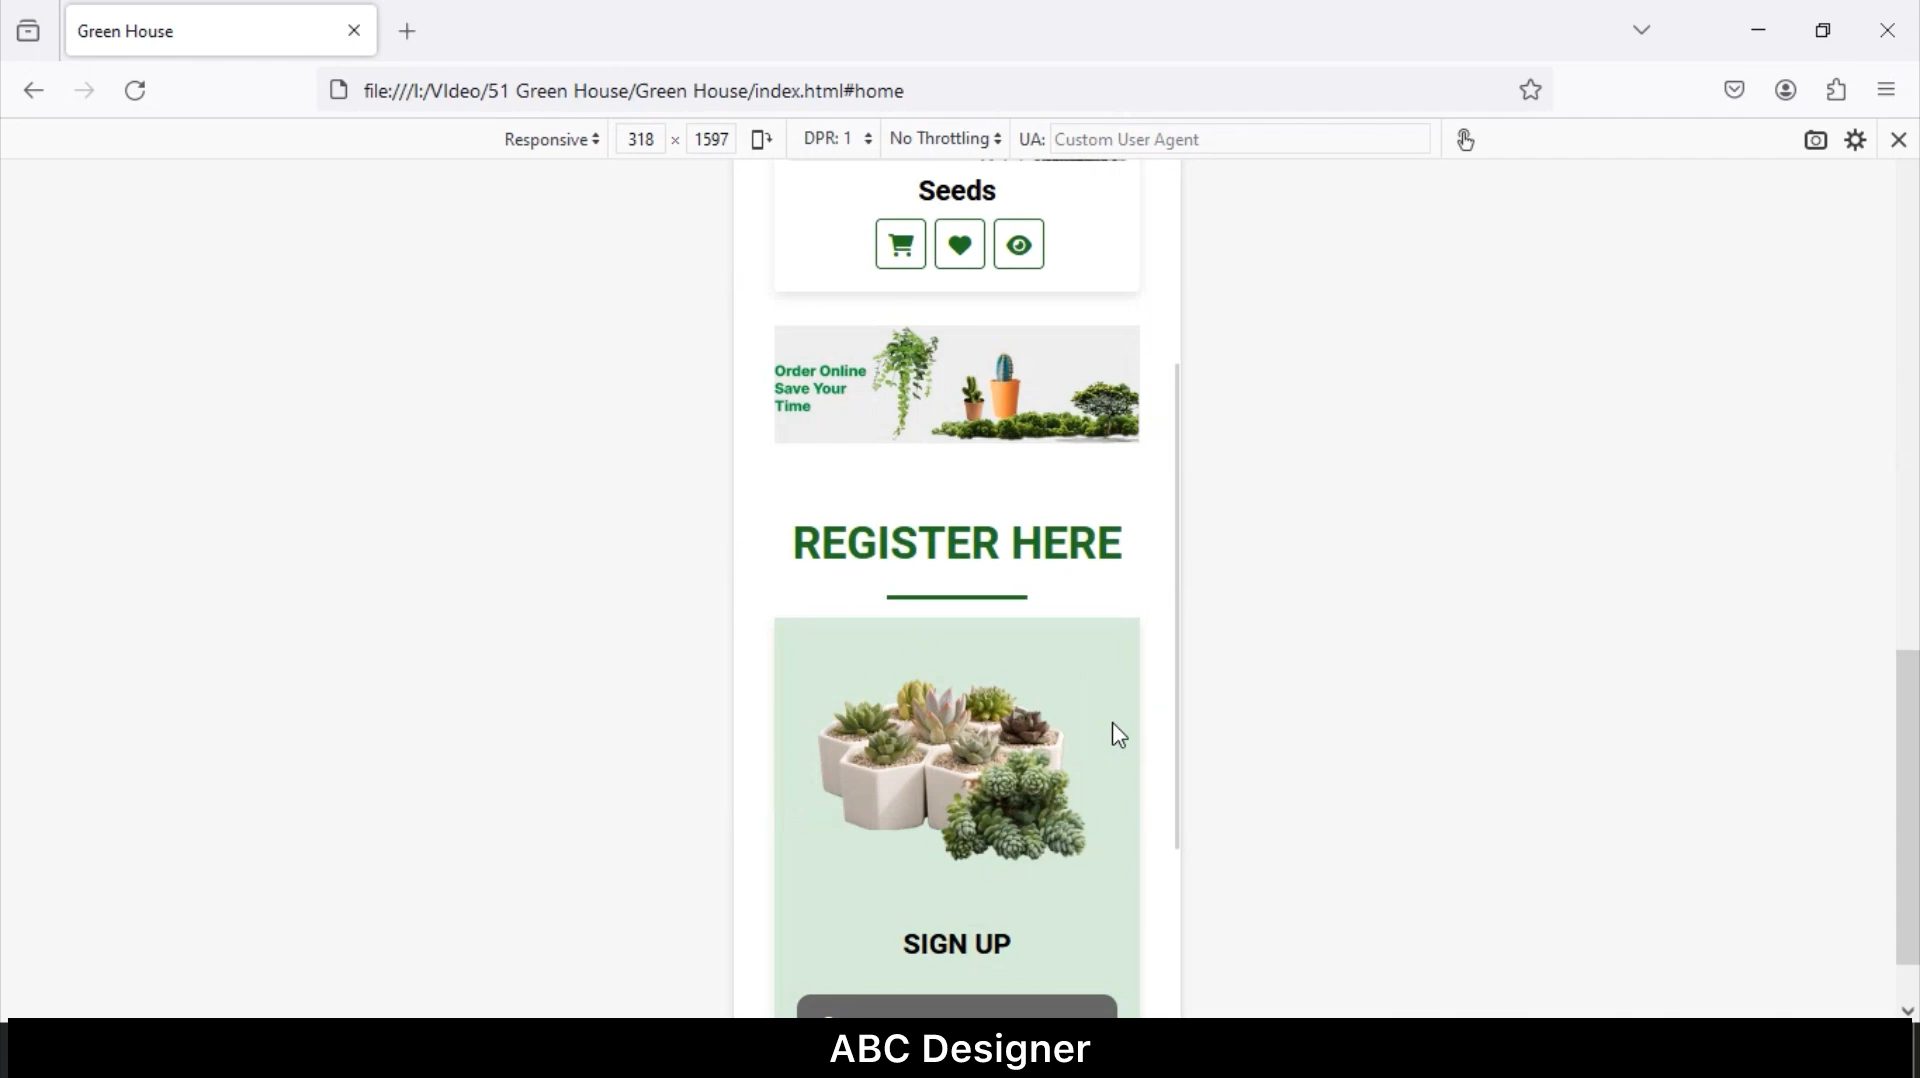 Green House
file:///I:/VIdeo/51 Green House/Green House/index.html#home
Responsive 318 × 1597 DPR: 1 No Throttling UA: Custom User Agent
Seeds
Order Online
Save Your
Time
REGISTER HERE
SIGN UP
ABC Designer